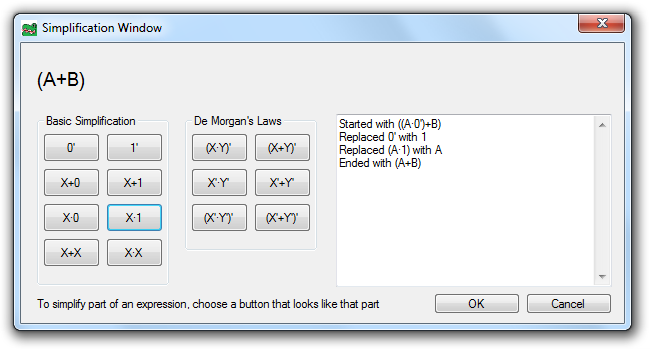 Simplification Window
(A+B)
Basic Simplification
0'
1'
X+0
X+1
X·0
X·1
X+X
X·X
De Morgan's Laws
(X·Y)'
(X+Y)'
X'·Y'
X'+Y'
(X'·Y')'
(X'+Y')'
Started with ((A·0')+B)
Replaced 0' with 1
Replaced (A·1) with A
Ended with (A+B)
To simplify part of an expression, choose a button that looks like that part
OK
Cancel